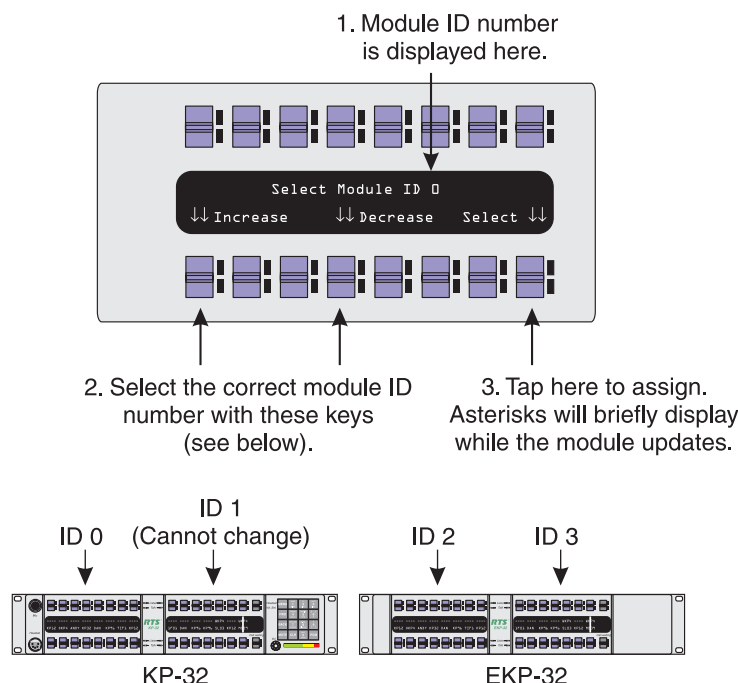 1. Module ID number
is displayed here.
Select Module ID 0
↓↓ Increase ↓↓ Decrease Select ↓↓
2. Select the correct module ID
number with these keys
(see below).
3. Tap here to assign.
Asterisks will briefly display
while the module updates.
ID 0
ID 1
(Cannot change)
ID 2
ID 3
RTS
RTS
KP-32
EKP-32